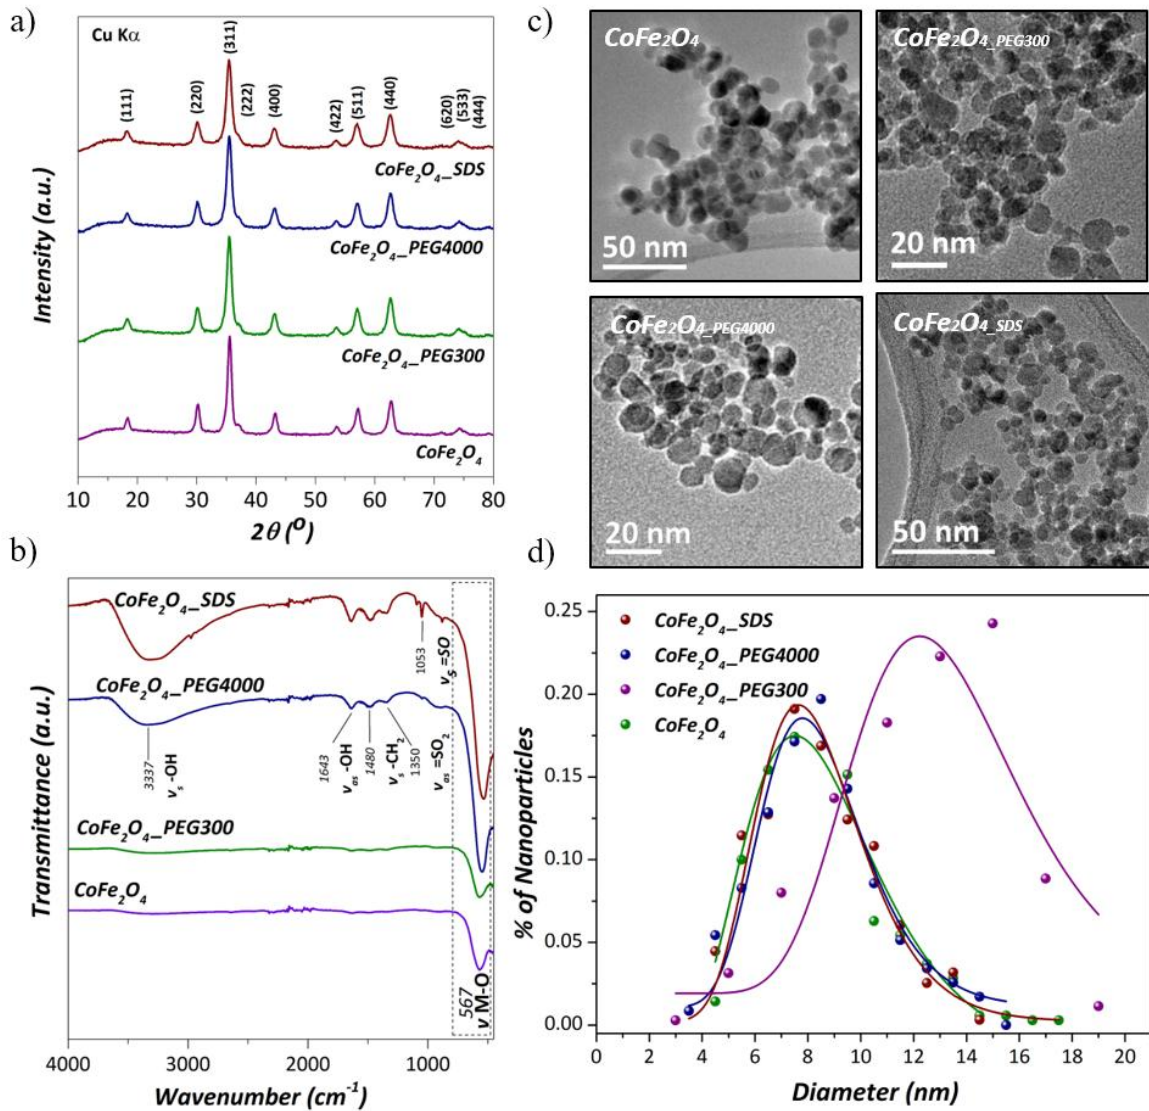 a)
Cu Kα
(111)
(220)
(311)
(222)
(400)
(422)
(511)
(440)
(620)
(533)
(444)
CoFe₂O₄_SDS
CoFe₂O₄_PEG4000
CoFe₂O₄_PEG300
CoFe₂O₄
Intensity (a.u.)
10 20 30 40 50 60 70 80
2θ (O)
c)
CoFe₂O₄
50 nm
CoFe₂O₄_PEG300
20 nm
CoFe₂O₄_PEG4000
20 nm
CoFe₂O₄_SDS
50 nm
b)
Transmittance (a.u.)
CoFe₂O₄_SDS
1053
νs =SO
CoFe₂O₄_PEG4000
3337
νs -OH
1643
νas -OH
1480
νs -CH₂
1350
νas =SO₂
CoFe₂O₄_PEG300
CoFe₂O₄
567
ν M-O
4000 3000 2000 1000
Wavenumber (cm⁻¹)
d)
% of Nanoparticles
0.25
0.20
0.15
0.10
0.05
0.00
CoFe₂O₄_SDS
CoFe₂O₄_PEG4000
CoFe₂O₄_PEG300
CoFe₂O₄
0 2 4 6 8 10 12 14 16 18 20
Diameter (nm)